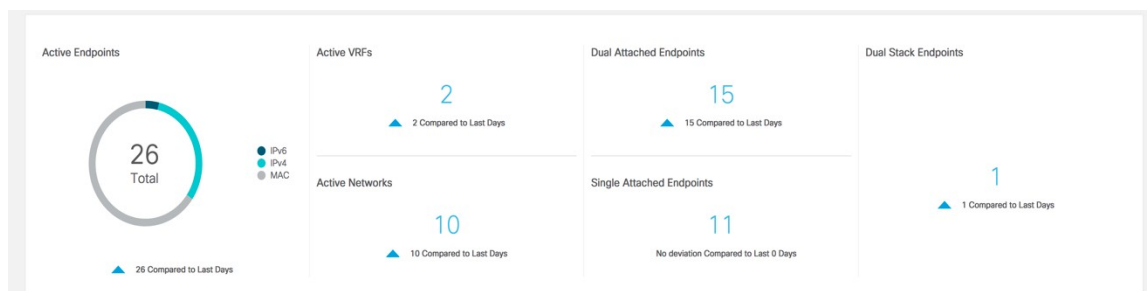 Active Endpoints
26
Total
IPv6
IPv4
MAC
26 Compared to Last Days
Active VRFs
2
2 Compared to Last Days
Active Networks
10
10 Compared to Last Days
Dual Attached Endpoints
15
15 Compared to Last Days
Single Attached Endpoints
11
No deviation Compared to Last 0 Days
Dual Stack Endpoints
1
1 Compared to Last Days